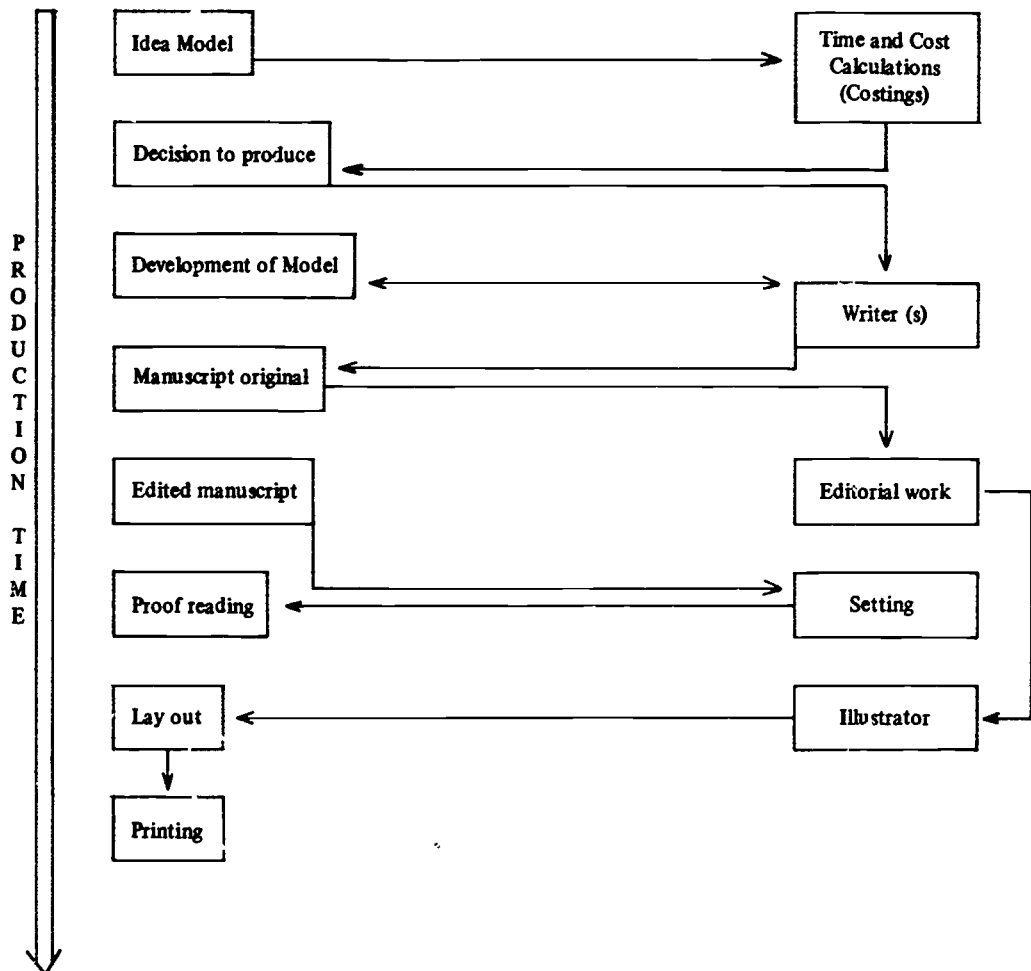 PRODUCTION TIME
Idea Model
Time and Cost
Calculations
(Costings)
Decision to produce
Development of Model
Writer (s)
Manuscript original
Edited manuscript
Editorial work
Proof reading
Setting
Lay out
Illustrator
Printing